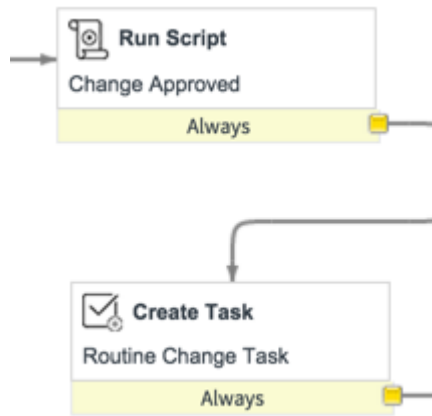 Run Script
Change Approved
Always
Create Task
Routine Change Task
Always